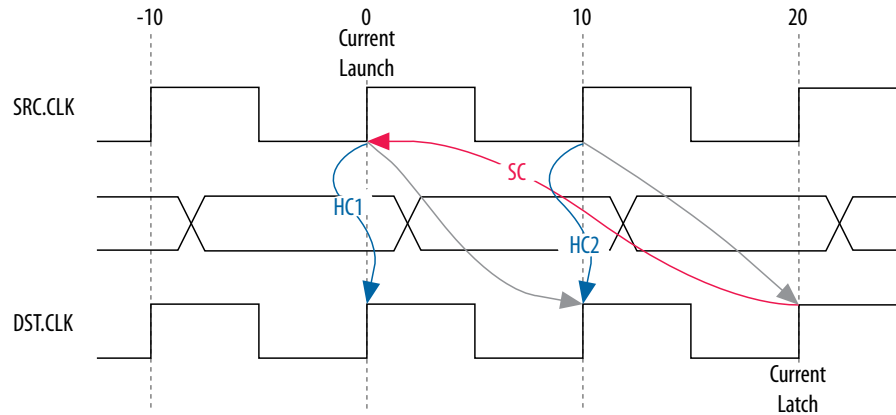 -10 0 10 20
Current
Launch
SRC.CLK
SC
HC1
HC2
DST.CLK
Current
Latch